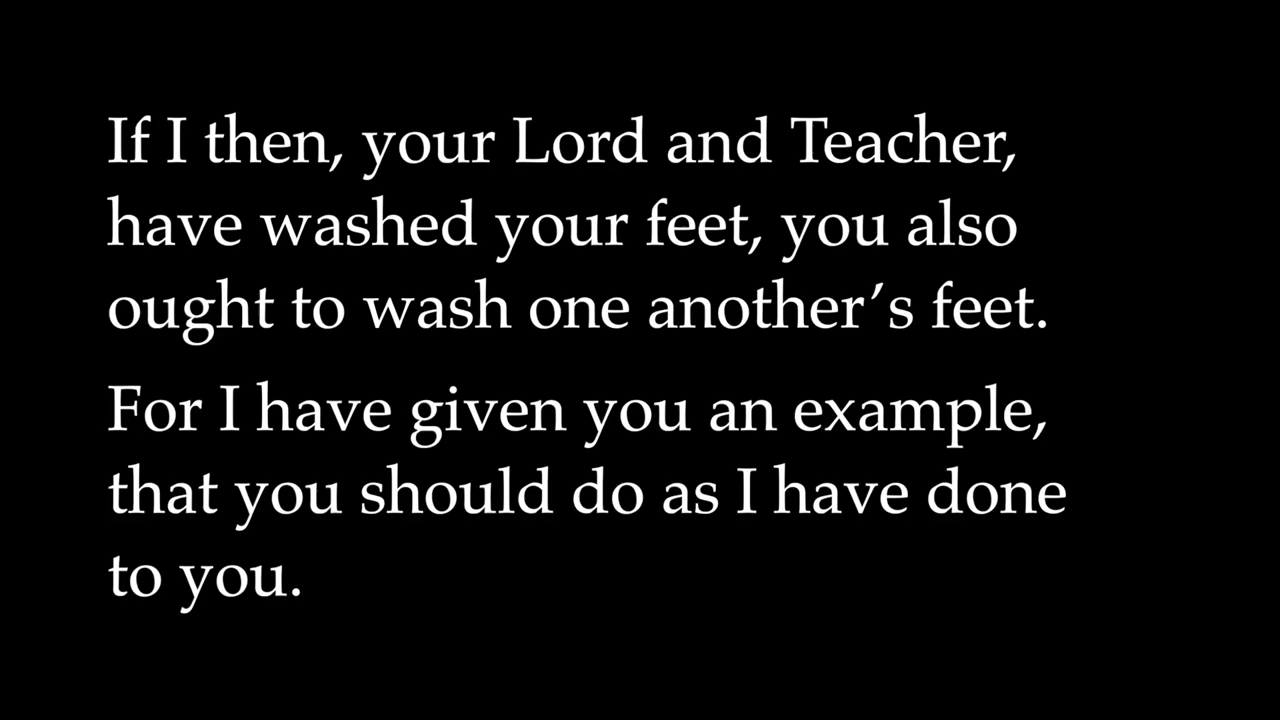 If I then, your Lord and Teacher,
have washed your feet, you also
ought to wash one another’s feet.
For I have given you an example,
that you should do as I have done
to you.